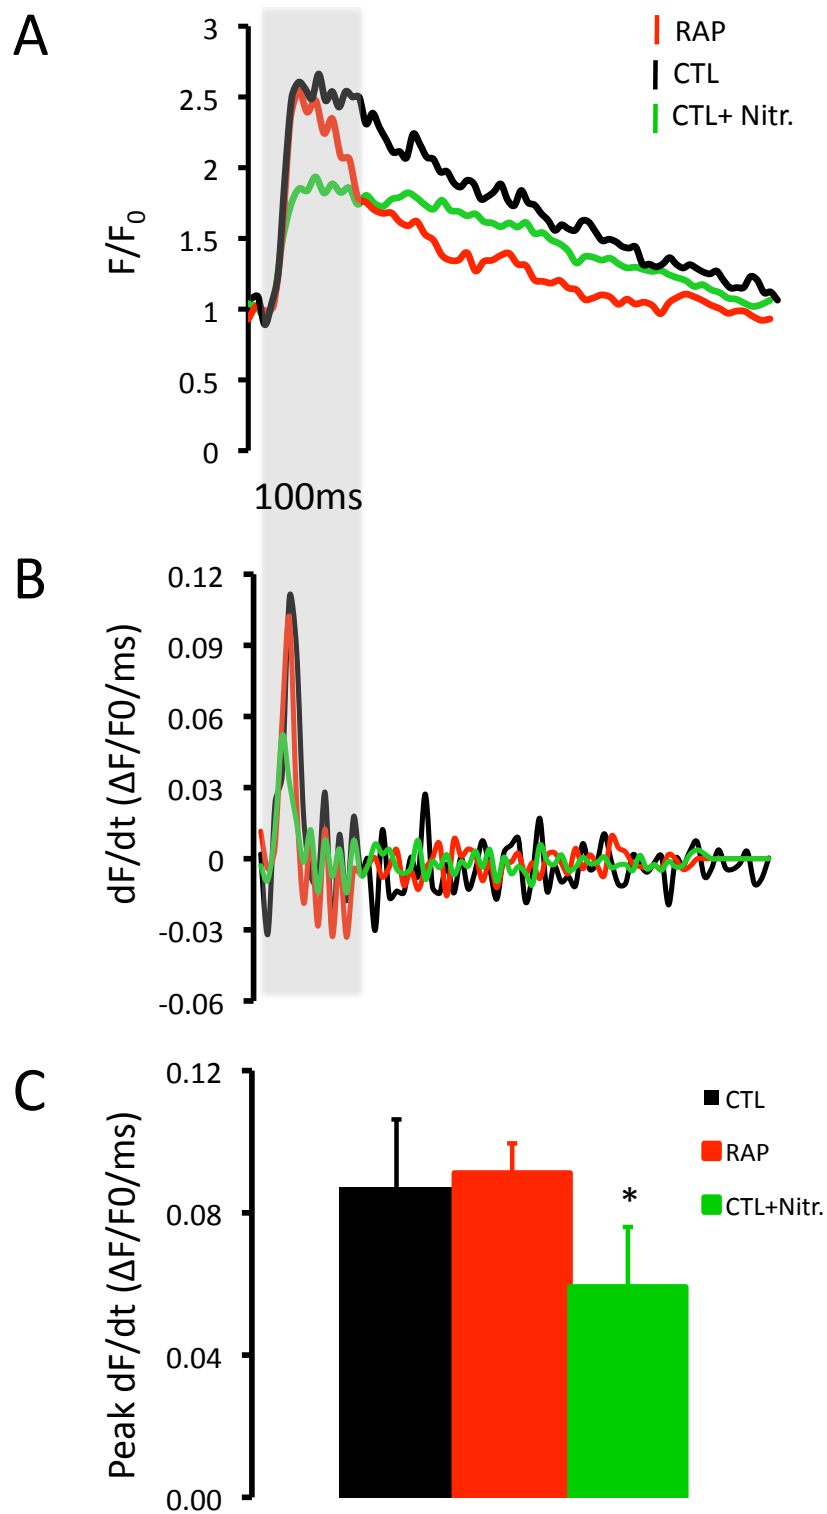 A
F/F0
3
2.5
2
1.5
1
0.5
0
RAP
CTL
CTL+ Nitr.
100ms
B
dF/dt (ΔF/F0/ms)
0.12
0.09
0.06
0.03
0
-0.03
-0.06
C
Peak dF/dt (ΔF/F0/ms)
0.12
0.08
0.04
0.00
*
CTL
RAP
CTL+Nitr.